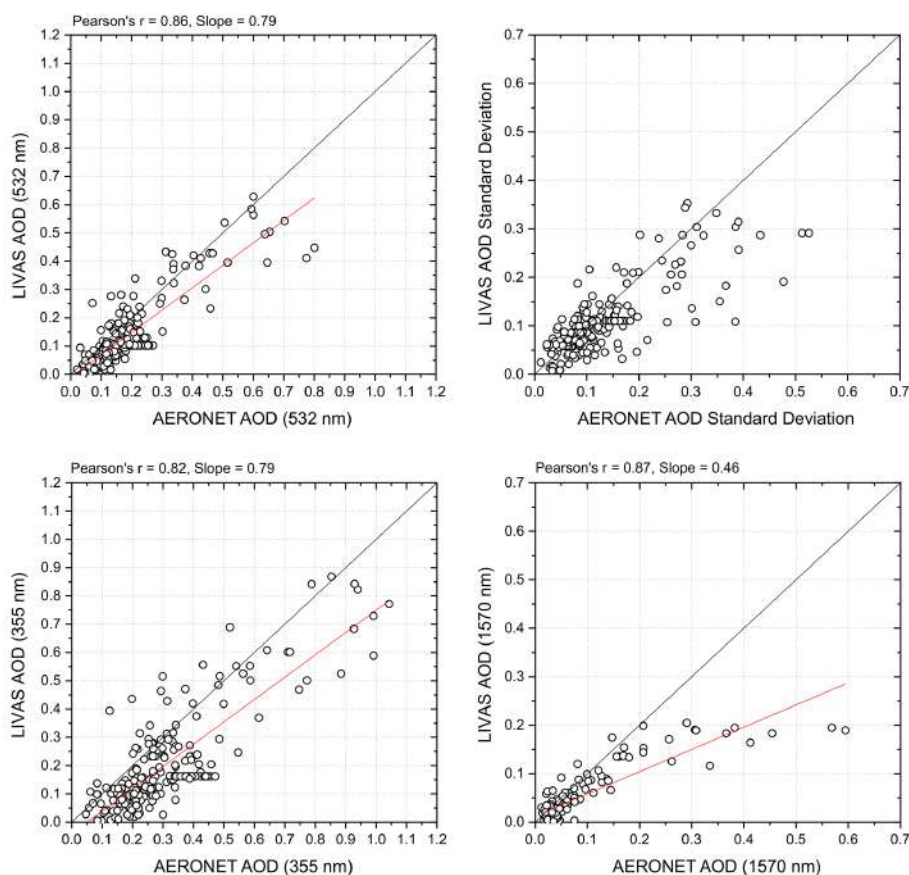 Pearson's r = 0.86, Slope = 0.79
1.2
1.1
1.0
0.9
0.8
0.7
0.6
0.5
0.4
0.3
0.2
0.1
0.0
LIVAS AOD (532 nm)
0.0 0.1 0.2 0.3 0.4 0.5 0.6 0.7 0.8 0.9 1.0 1.1 1.2
AERONET AOD (532 nm)
0.7
0.6
0.5
0.4
0.3
0.2
0.1
0.0
LIVAS AOD Standard Deviation
0.0 0.1 0.2 0.3 0.4 0.5 0.6 0.7
AERONET AOD Standard Deviation
Pearson's r = 0.82, Slope = 0.79
1.2
1.1
1.0
0.9
0.8
0.7
0.6
0.5
0.4
0.3
0.2
0.1
0.0
LIVAS AOD (355 nm)
0.0 0.1 0.2 0.3 0.4 0.5 0.6 0.7 0.8 0.9 1.0 1.1 1.2
AERONET AOD (355 nm)
Pearson's r = 0.87, Slope = 0.46
0.7
0.6
0.5
0.4
0.3
0.2
0.1
0.0
LIVAS AOD (1570 nm)
0.0 0.1 0.2 0.3 0.4 0.5 0.6 0.7
AERONET AOD (1570 nm)